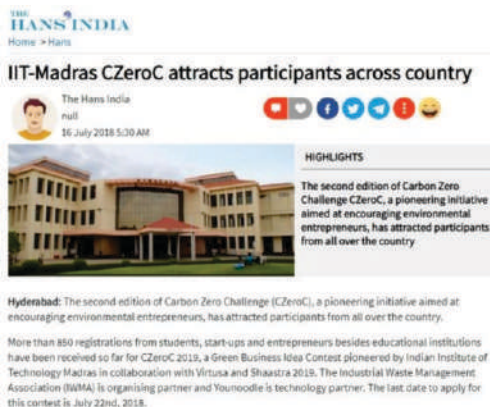 THE
HANS INDIA
Home > Hans
IIT-Madras CZeroC attracts participants across country
The Hans India
null
16 July 2018 5:30 AM
HIGHLIGHTS
The second edition of Carbon Zero
Challenge CZeroC, a pioneering initiative
aimed at encouraging environmental
entrepreneurs, has attracted participants
from all over the country
Hyderabad: The second edition of Carbon Zero Challenge (CZeroC), a pioneering initiative aimed at
encouraging environmental entrepreneurs, has attracted participants from all over the country.
More than 850 registrations from students, start-ups and entrepreneurs besides educational institutions
have been received so far for CZeroC 2019, a Green Business Idea Contest pioneered by Indian Institute of
Technology Madras in collaboration with Virtusa and Shaastra 2019. The Industrial Waste Management
Association (IWMA) is organising partner and Younoodle is technology partner. The last date to apply for
this contest is July 22nd, 2018.